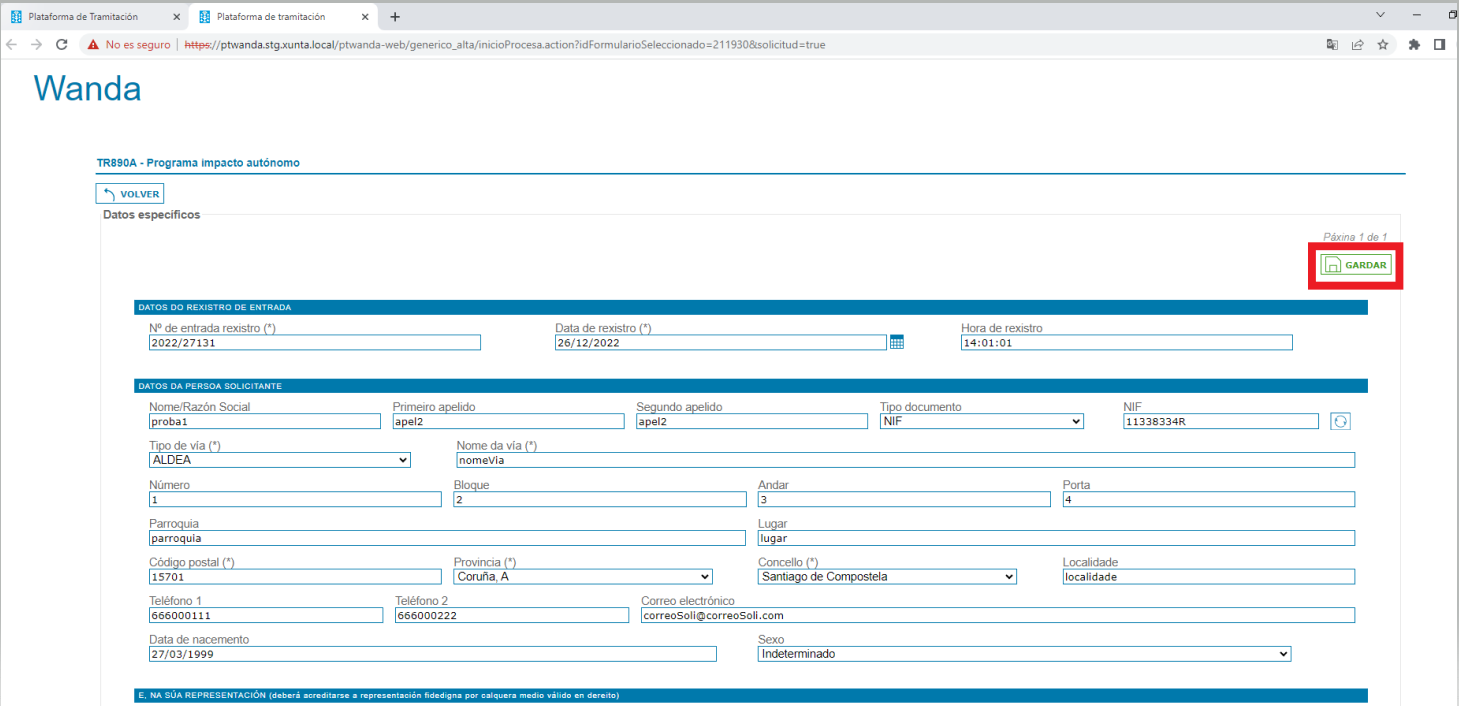 Plataforma de Tramitación
Plataforma de tramitación
No es seguro | https://ptwanda.stg.xunta.local/ptwanda-web/generico_alta/inicioProcesa.action?idFormularioSeleccionado=211930&solicitud=true
Wanda
TR890A - Programa impacto autónomo
VOLVER
Datos específicos
Páxina 1 de 1
GARDAR
DATOS DO REXISTRO DE ENTRADA
Nº de entrada rexistro (*) Data de rexistro (*) Hora de rexistro
2022/27131 26/12/2022 14:01:01
DATOS DA PERSOA SOLICITANTE
Nome/Razón Social Primeiro apelido Segundo apelido Tipo documento NIF
proba1 apel2 apel2 NIF 11338334R
Tipo de vía (*) Nome da vía (*)
ALDEA nomeVia
Número Bloque Andar Porta
1 2 3 4
Parroquia Lugar
parroquia lugar
Código postal (*) Provincia (*) Concello (*) Localidade
15701 Coruña, A Santiago de Compostela localidade
Teléfono 1 Teléfono 2 Correo electrónico
666000111 666000222 correoSoli@correoSoli.com
Data de nacemento Sexo
27/03/1999 Indeterminado
E, NA SÚA REPRESENTACIÓN (deberá acreditarse a representación fidedigna por calquera medio válido en dereito)